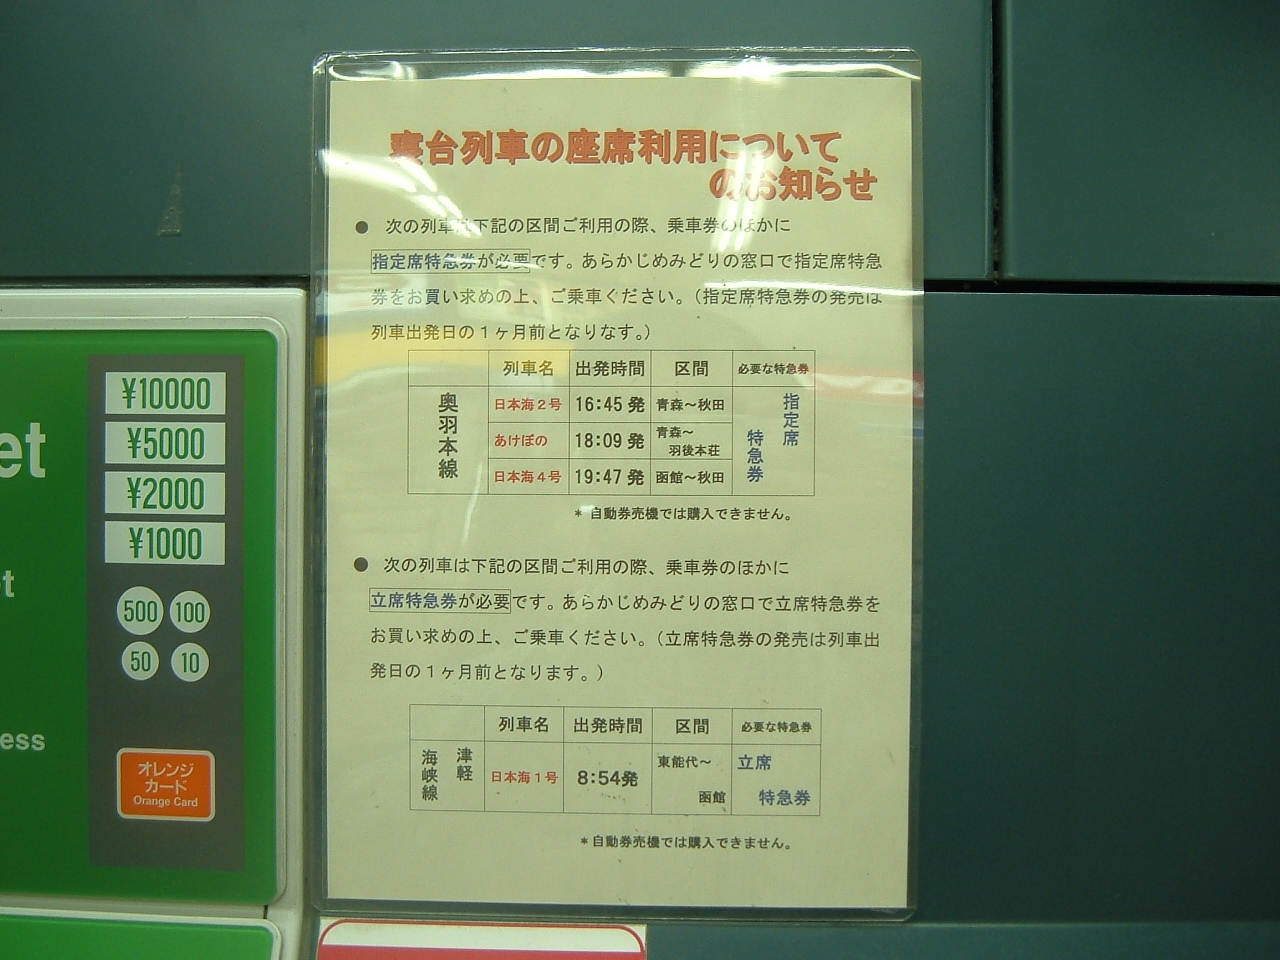 寝台列車の座席利用について
のお知らせ
● 次の列車は下記の区間ご利用の際、乗車券のほかに
指定席特急券が必要です。あらかじめみどりの窓口で指定席特急
券をお買い求めの上、ご乗車ください。（指定席特急券の発売は
列車出発日の１ヶ月前となりなす。）
列車名 出発時間 区間 必要な特急券
奥羽本線
日本海２号 16:45 発 青森～秋田
あけぼの 18:09 発 青森～
羽後本荘
日本海４号 19:47 発 函館～秋田
指定席
特急券
* 自動券売機では購入できません。
● 次の列車は下記の区間ご利用の際、乗車券のほかに
立席特急券が必要です。あらかじめみどりの窓口で立席特急券を
お買い求めの上、ご乗車ください。（立席特急券の発売は列車出
発日の１ヶ月前となります。）
列車名 出発時間 区間 必要な特急券
津軽
海峡線
日本海１号 8:54発 東能代～
函館
立席
特急券
* 自動券売機では購入できません。
¥10000
¥5000
¥2000
¥1000
500 100
50 10
オレンジ
カード
Orange Card
et
t
ess